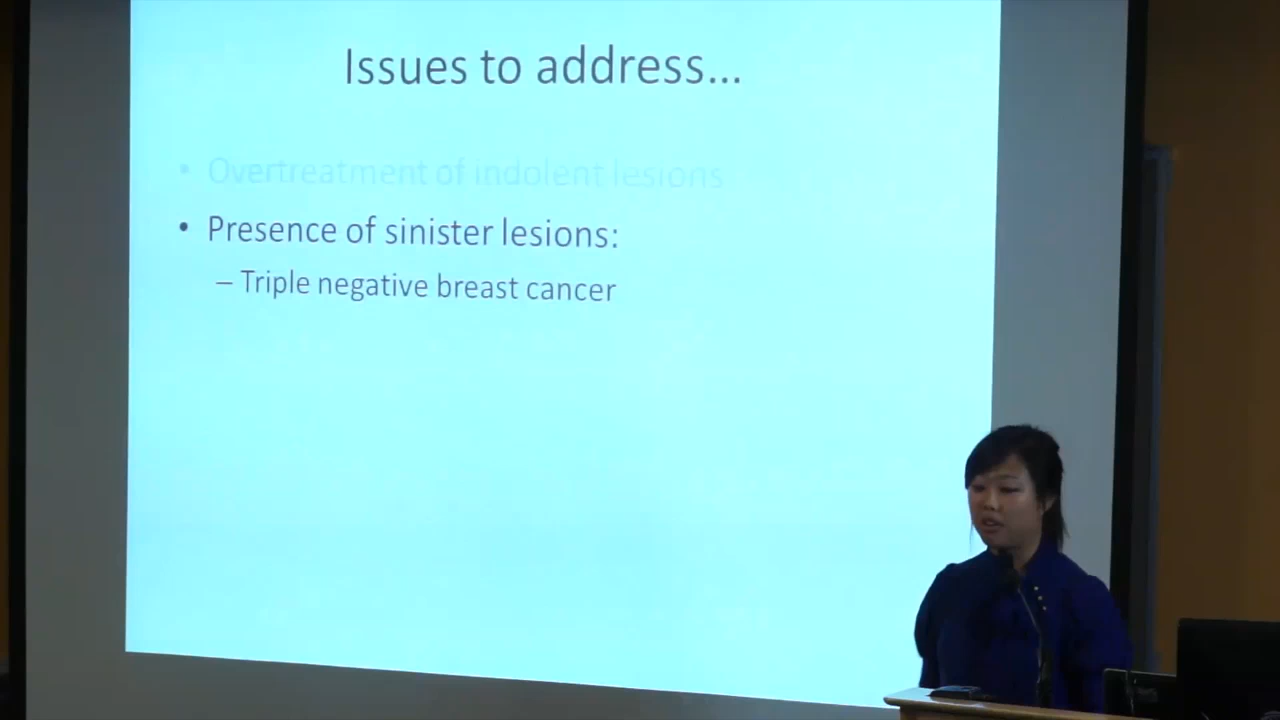 Issues to address...
• Overtreatment of indolent lesions
• Presence of sinister lesions:
– Triple negative breast cancer